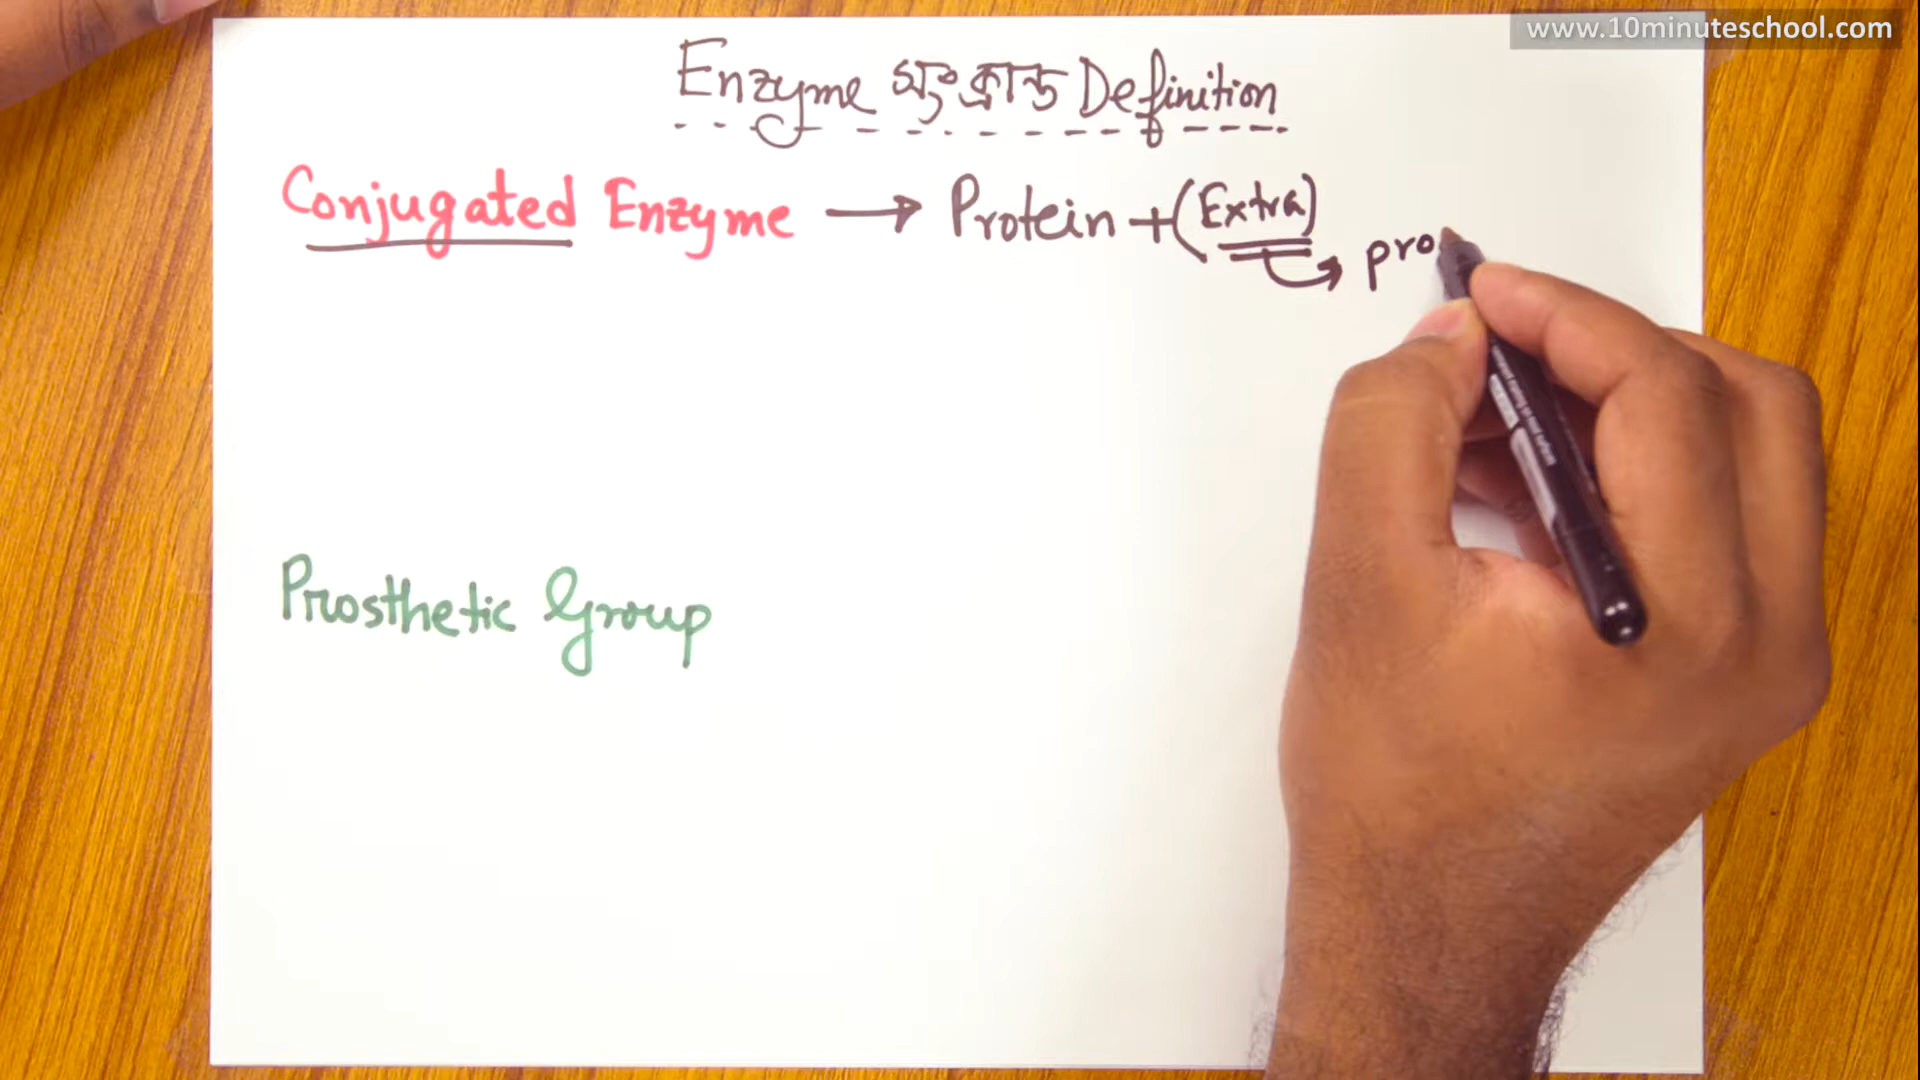 www.10minuteschool.com
Enzyme সংক্রান্ত Definition
Conjugated Enzyme → Protein + (Extra)
pro
Prosthetic Group